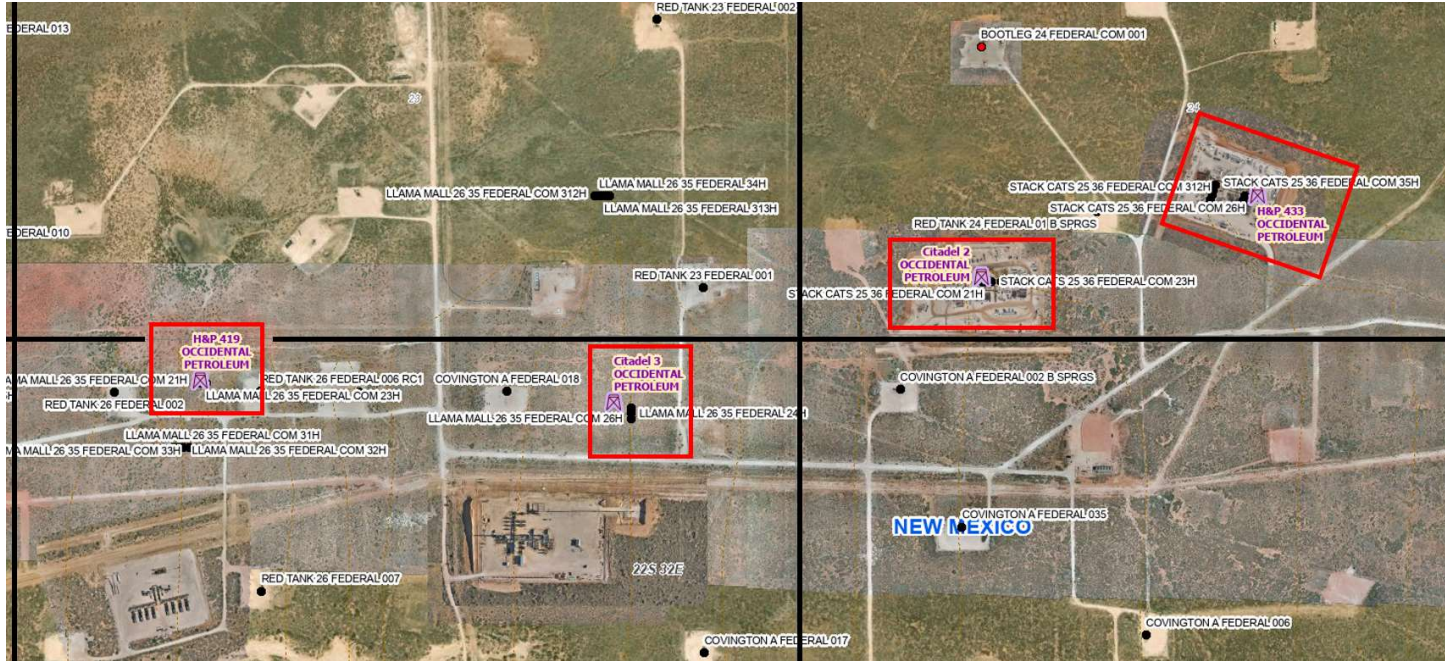 RED TANK 23 FEDERAL 002
EDERAL 013
BOOTLEG 24 FEDERAL COM 001
23
24
LLAMA MALL 26 35 FEDERAL COM 312H
LLAMA MALL 26 35 FEDERAL 34H
LLAMA MALL 26 35 FEDERAL 313H
STACK CATS 25 36 FEDERAL COM 312H
STACK CATS 25 36 FEDERAL COM 35H
STACK CATS 25 36 FEDERAL COM 26H
H&P 433
OCCIDENTAL
PETROLEUM
RED TANK 24 FEDERAL 01 B SPRGS
EDERAL 010
Citadel 2
OCCIDENTAL
PETROLEUM
RED TANK 23 FEDERAL 001
STACK CATS 25 36 FEDERAL COM 23H
STACK CATS 25 36 FEDERAL COM 21H
H&P 419
OCCIDENTAL
PETROLEUM
Citadel 3
OCCIDENTAL
PETROLEUM
AMA MALL 26 35 FEDERAL COM 21H
RED TANK 26 FEDERAL 006 RC1
COVINGTON A FEDERAL 018
COVINGTON A FEDERAL 002 B SPRGS
LLAMA MALL 26 35 FEDERAL COM 23H
RED TANK 26 FEDERAL 002
LLAMA MALL 26 35 FEDERAL COM 26H
LLAMA MALL 26 35 FEDERAL 24H
LLAMA MALL 26 35 FEDERAL COM 31H
MA MALL 26 35 FEDERAL COM 33H
LLAMA MALL 26 35 FEDERAL COM 32H
COVINGTON A FEDERAL 035
NEW MEXICO
22S 32E
RED TANK 26 FEDERAL 007
COVINGTON A FEDERAL 006
COVINGTON A FEDERAL 017